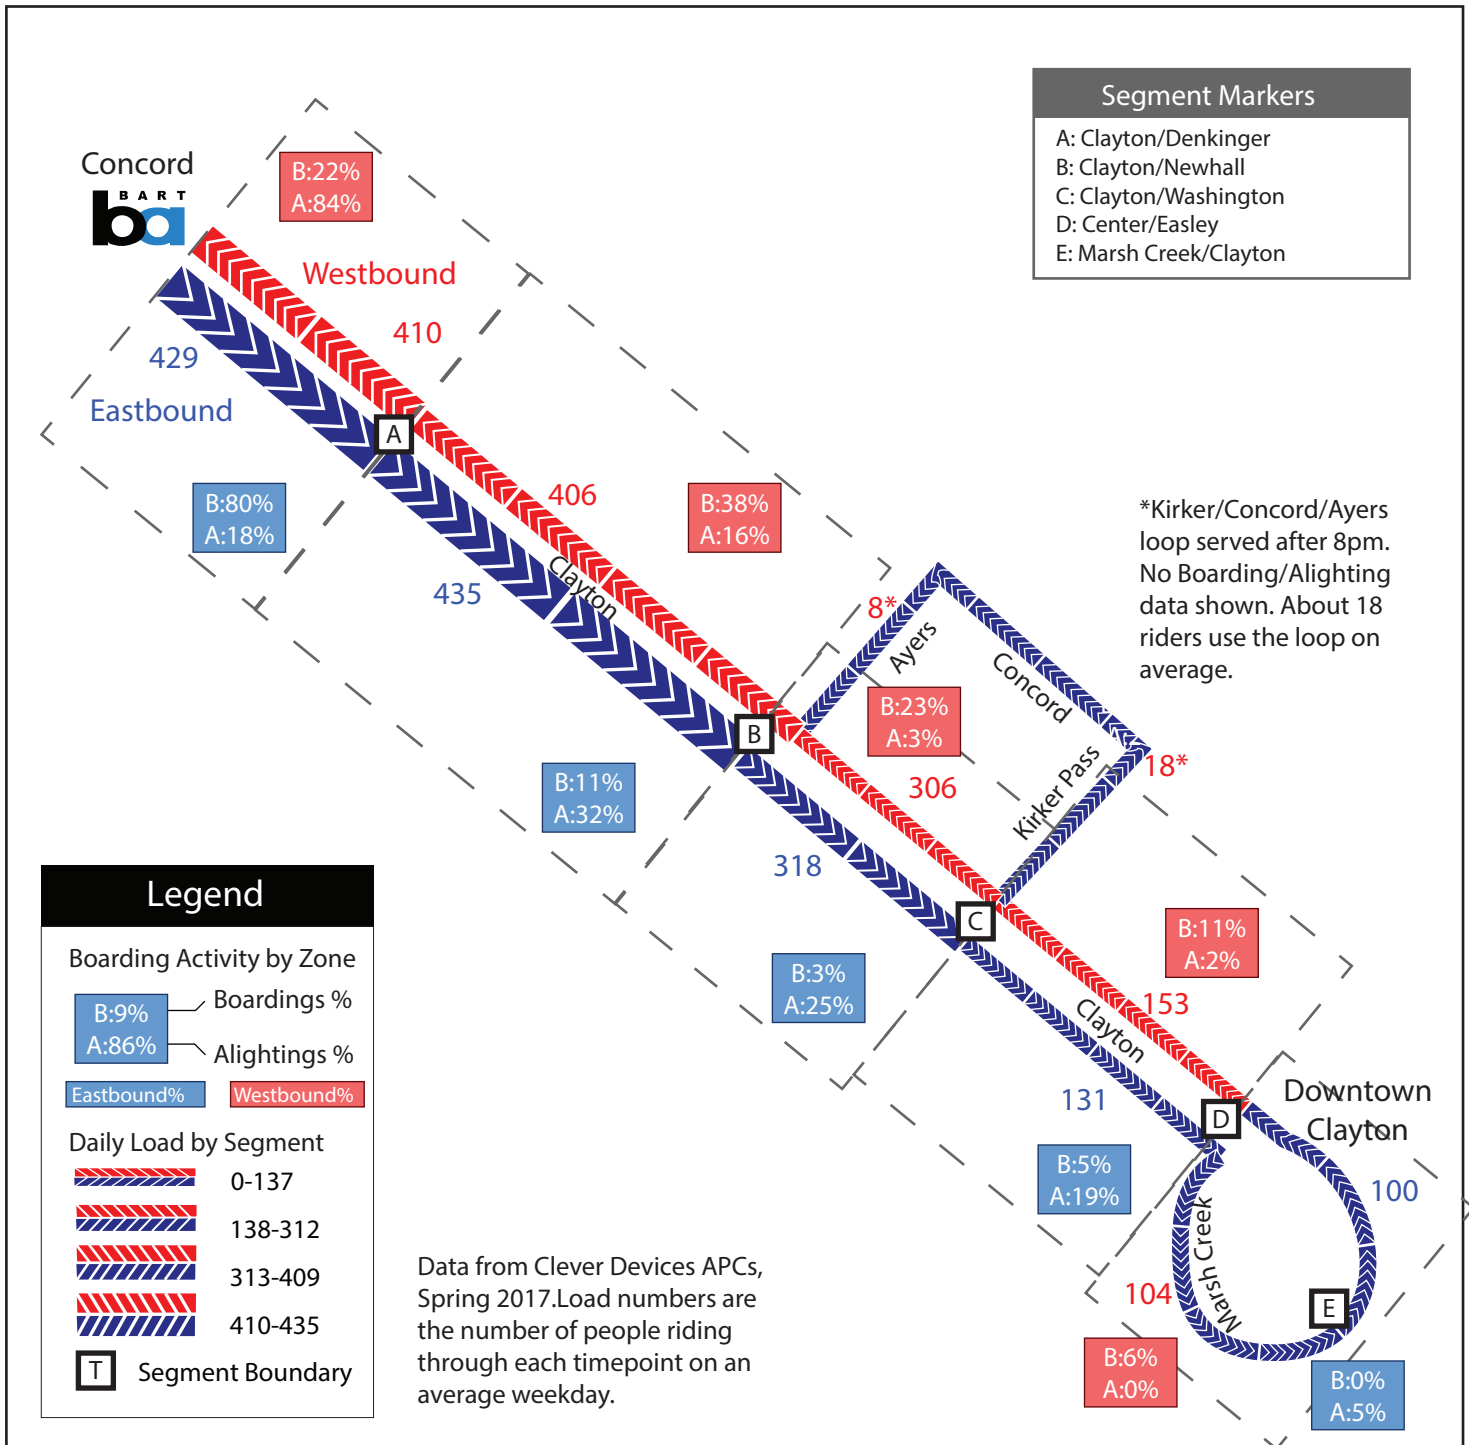 Concord
BART
ba
B:22%
A:84%
Segment Markers
A: Clayton/Denkinger
B: Clayton/Newhall
C: Clayton/Washington
D: Center/Easley
E: Marsh Creek/Clayton
Westbound
410
429
Eastbound
A
B:80%
A:18%
406
B:38%
A:16%
435
Clayton
*Kirker/Concord/Ayers
loop served after 8pm.
No Boarding/Alighting
data shown. About 18
riders use the loop on
average.
8*
Ayers
Concord
B:23%
A:3%
B
306
Kirker Pass
18*
B:11%
A:32%
318
C
B:11%
A:2%
B:3%
A:25%
153
Clayton
131
D
Downtown
Clayton
B:5%
A:19%
100
Marsh Creek
104
E
B:6%
A:0%
B:0%
A:5%
Legend
Boarding Activity by Zone
B:9%
A:86%
Boardings %
Alightings %
Eastbound%
Westbound%
Daily Load by Segment
0-137
138-312
313-409
410-435
T
Segment Boundary
Data from Clever Devices APCs,
Spring 2017.Load numbers are
the number of people riding
through each timepoint on an
average weekday.